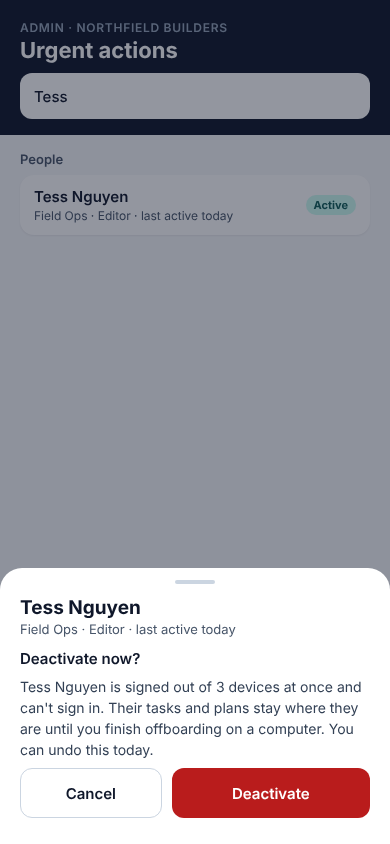 ADMIN · NORTHFIELD BUILDERS
Urgent actions
Tess
People
Tess Nguyen
Field Ops · Editor · last active today
Active
Tess Nguyen
Field Ops · Editor · last active today
Deactivate now?
Tess Nguyen is signed out of 3 devices at once and
can't sign in. Their tasks and plans stay where they
are until you finish offboarding on a computer. You
can undo this today.
Cancel
Deactivate